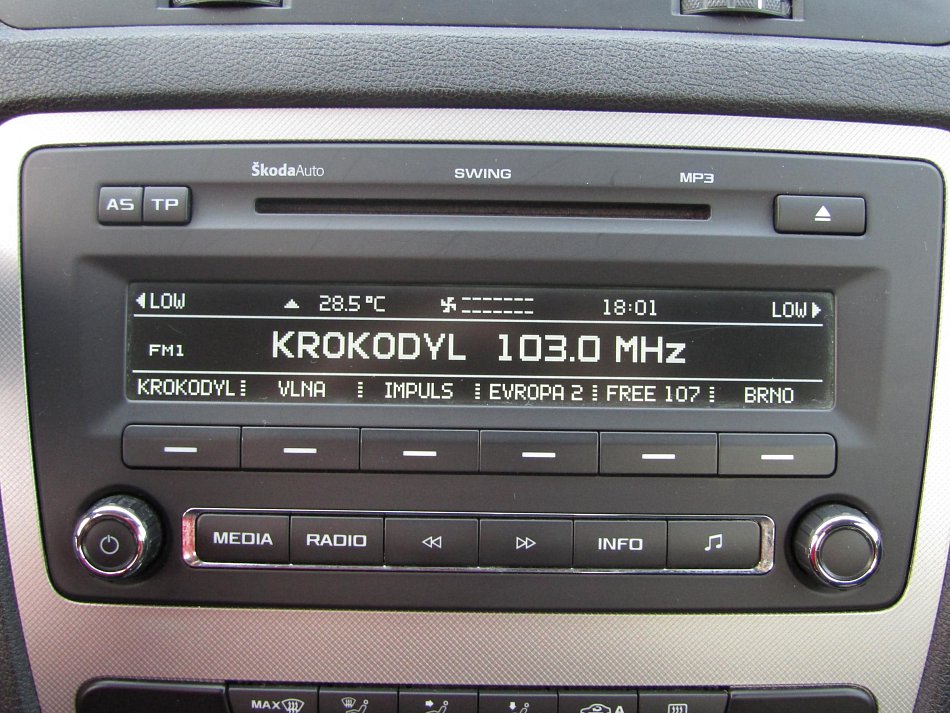 ŠkodaAuto SWING MP3
AS TP
LOW 28.5°C 18:01 LOW
FM1 KROKODYL 103.0 MHz
KROKODYL VLNA IMPULS EVROPA 2 FREE 107 BRNO
MEDIA RADIO INFO
MAX A